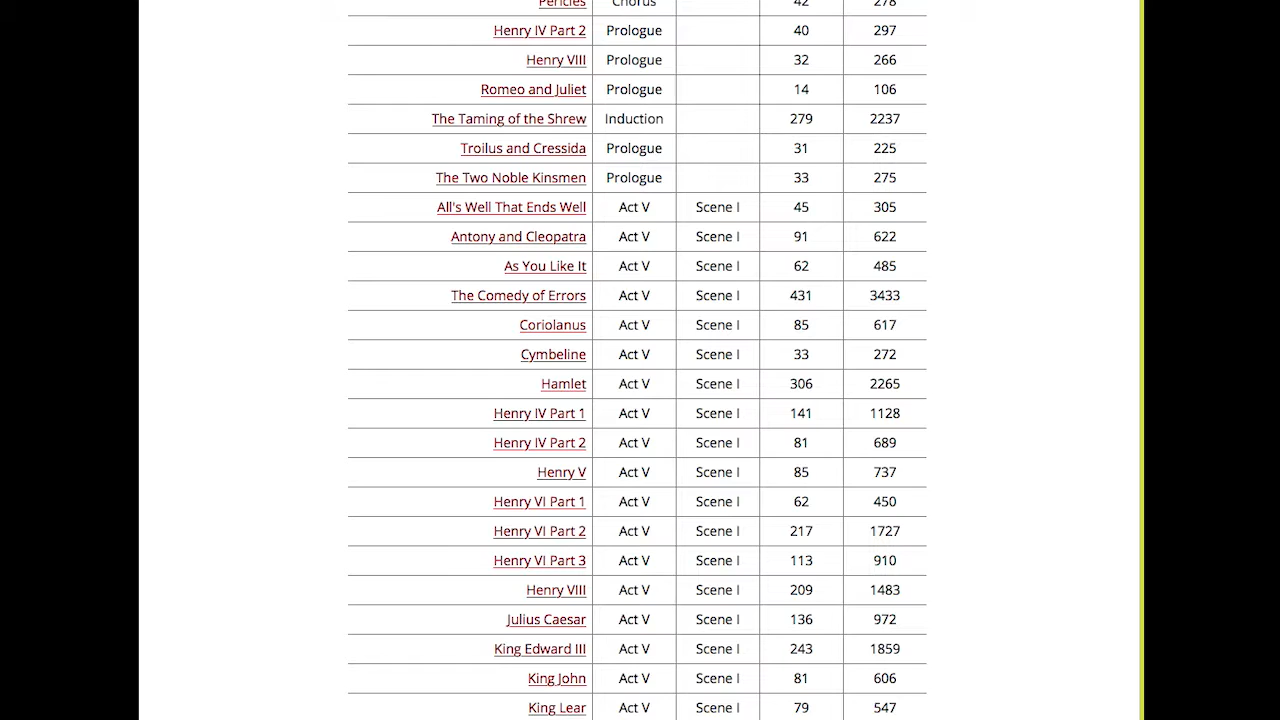 Pericles Chorus 42 278
Henry IV Part 2 Prologue 40 297
Henry VIII Prologue 32 266
Romeo and Juliet Prologue 14 106
The Taming of the Shrew Induction 279 2237
Troilus and Cressida Prologue 31 225
The Two Noble Kinsmen Prologue 33 275
All's Well That Ends Well Act V Scene I 45 305
Antony and Cleopatra Act V Scene I 91 622
As You Like It Act V Scene I 62 485
The Comedy of Errors Act V Scene I 431 3433
Coriolanus Act V Scene I 85 617
Cymbeline Act V Scene I 33 272
Hamlet Act V Scene I 306 2265
Henry IV Part 1 Act V Scene I 141 1128
Henry IV Part 2 Act V Scene I 81 689
Henry V Act V Scene I 85 737
Henry VI Part 1 Act V Scene I 62 450
Henry VI Part 2 Act V Scene I 217 1727
Henry VI Part 3 Act V Scene I 113 910
Henry VIII Act V Scene I 209 1483
Julius Caesar Act V Scene I 136 972
King Edward III Act V Scene I 243 1859
King John Act V Scene I 81 606
King Lear Act V Scene I 79 547